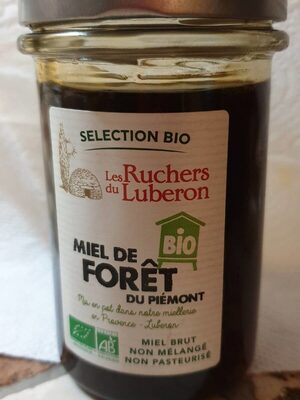 SELECTION BIO
Les Ruchers
du Luberon
BIO
MIEL DE
FORÊT
DU PIÉMONT
Mis en pot dans notre miellerie
en Provence - Luberon
AB
MIEL BRUT
NON MÉLANGÉ
NON PASTEURISÉ